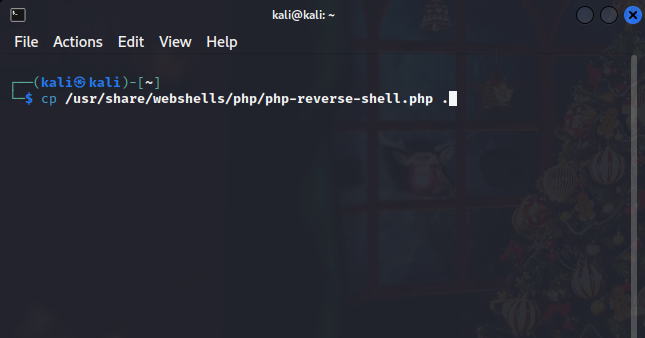 kali@kali: ~
File Actions Edit View Help
┌──(kali㉿kali)-[~]
└─$ cp /usr/share/webshells/php/php-reverse-shell.php .